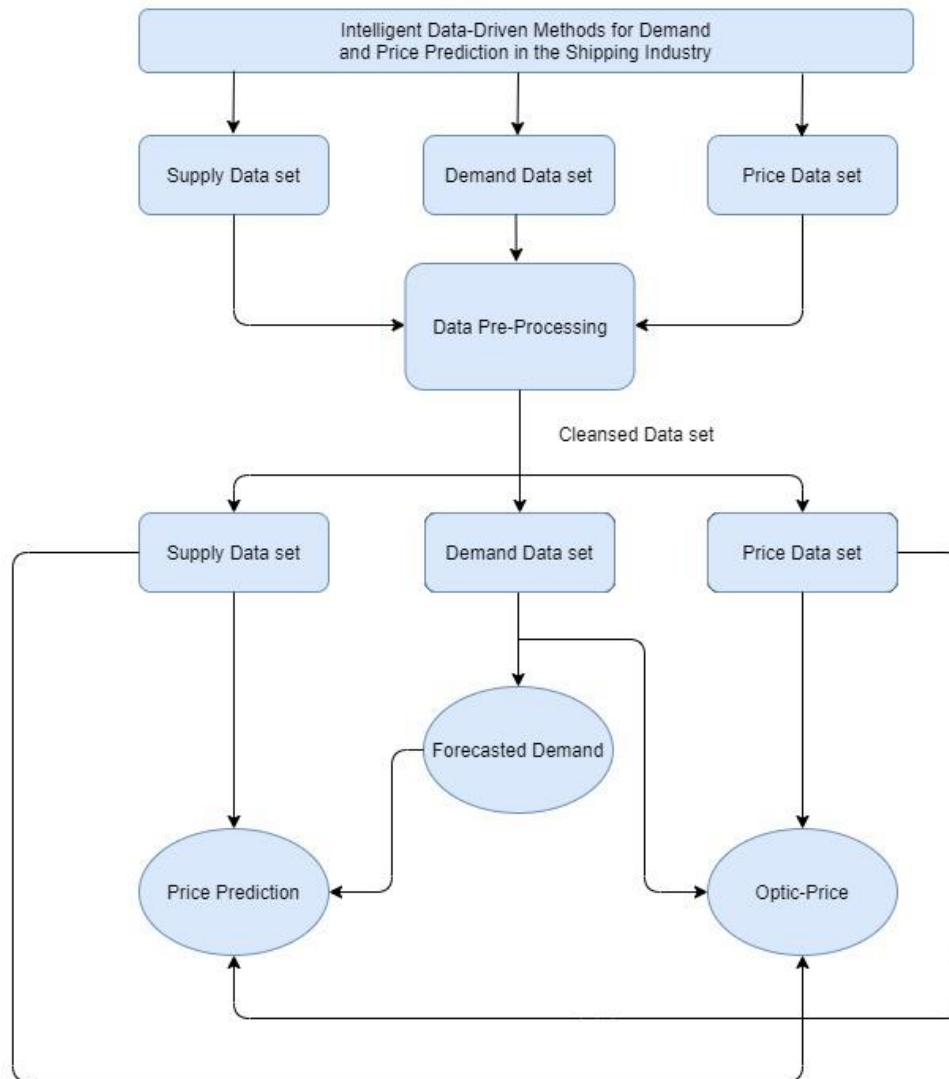 Intelligent Data-Driven Methods for Demand
and Price Prediction in the Shipping Industry
Supply Data set
Demand Data set
Price Data set
Data Pre-Processing
Cleansed Data set
Supply Data set
Demand Data set
Price Data set
Forecasted Demand
Price Prediction
Optic-Price